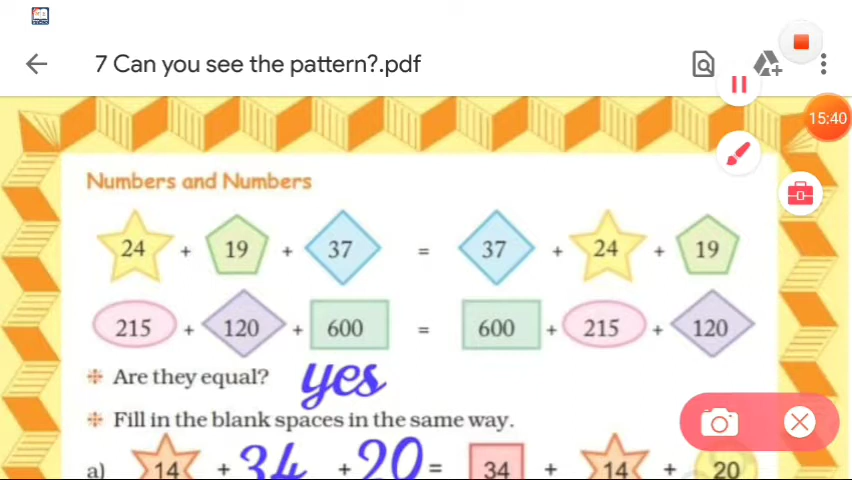 7 Can you see the pattern?.pdf
15:40
Numbers and Numbers
24 + 19 + 37 = 37 + 24 + 19
215 + 120 + 600 = 600 + 215 + 120
Are they equal? yes
Fill in the blank spaces in the same way.
a) 14 + 34 + 20 = 34 + 14 + 20